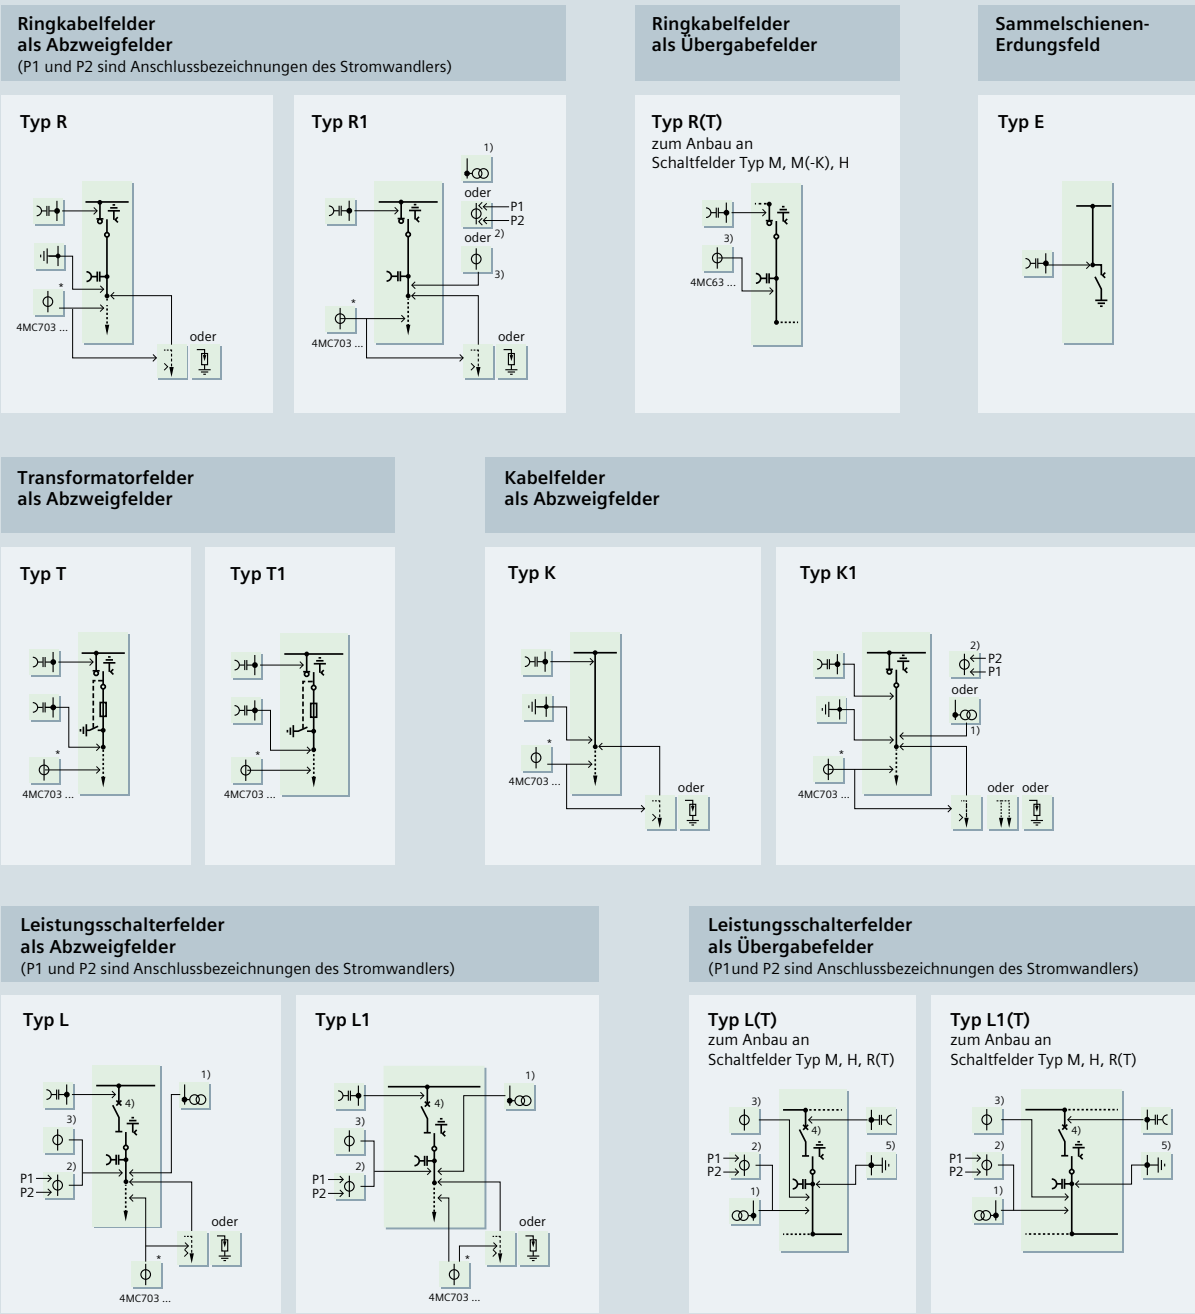 Ringkabelfelder
als Abzweigfelder
(P1 und P2 sind Anschlussbezeichnungen des Stromwandlers)
Ringkabelfelder
als Übergabefelder
Sammelschienen-
Erdungsfeld
Typ R
*
4MC703 ...
oder
Typ R1
1)
oder
P1
P2
oder 2)
3)
*
4MC703 ...
oder
Typ R(T)
zum Anbau an
Schaltfelder Typ M, M(-K), H
3)
4MC63 ...
Typ E
Transformatorfelder
als Abzweigfelder
Kabelfelder
als Abzweigfelder
Typ T
*
4MC703 ...
Typ T1
*
4MC703 ...
Typ K
*
4MC703 ...
oder
Typ K1
2)
P2
P1
oder
1)
*
4MC703 ...
oder oder
Leistungsschalterfelder
als Abzweigfelder
(P1 und P2 sind Anschlussbezeichnungen des Stromwandlers)
Leistungsschalterfelder
als Übergabefelder
(P1und P2 sind Anschlussbezeichnungen des Stromwandlers)
Typ L
1)
4)
3)
2)
P1
P2
oder
*
4MC703 ...
Typ L1
1)
4)
3)
2)
P1
P2
oder
*
4MC703 ...
Typ L(T)
zum Anbau an
Schaltfelder Typ M, H, R(T)
3)
4)
2)
5)
P1
P2
1)
Typ L1(T)
zum Anbau an
Schaltfelder Typ M, H, R(T)
3)
4)
2)
5)
P1
P2
1)